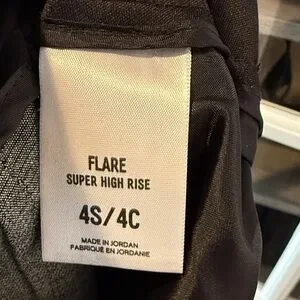 FLARE
SUPER HIGH RISE
4S/4C
MADE IN JORDAN
FABRIQUÉ EN JORDANIE